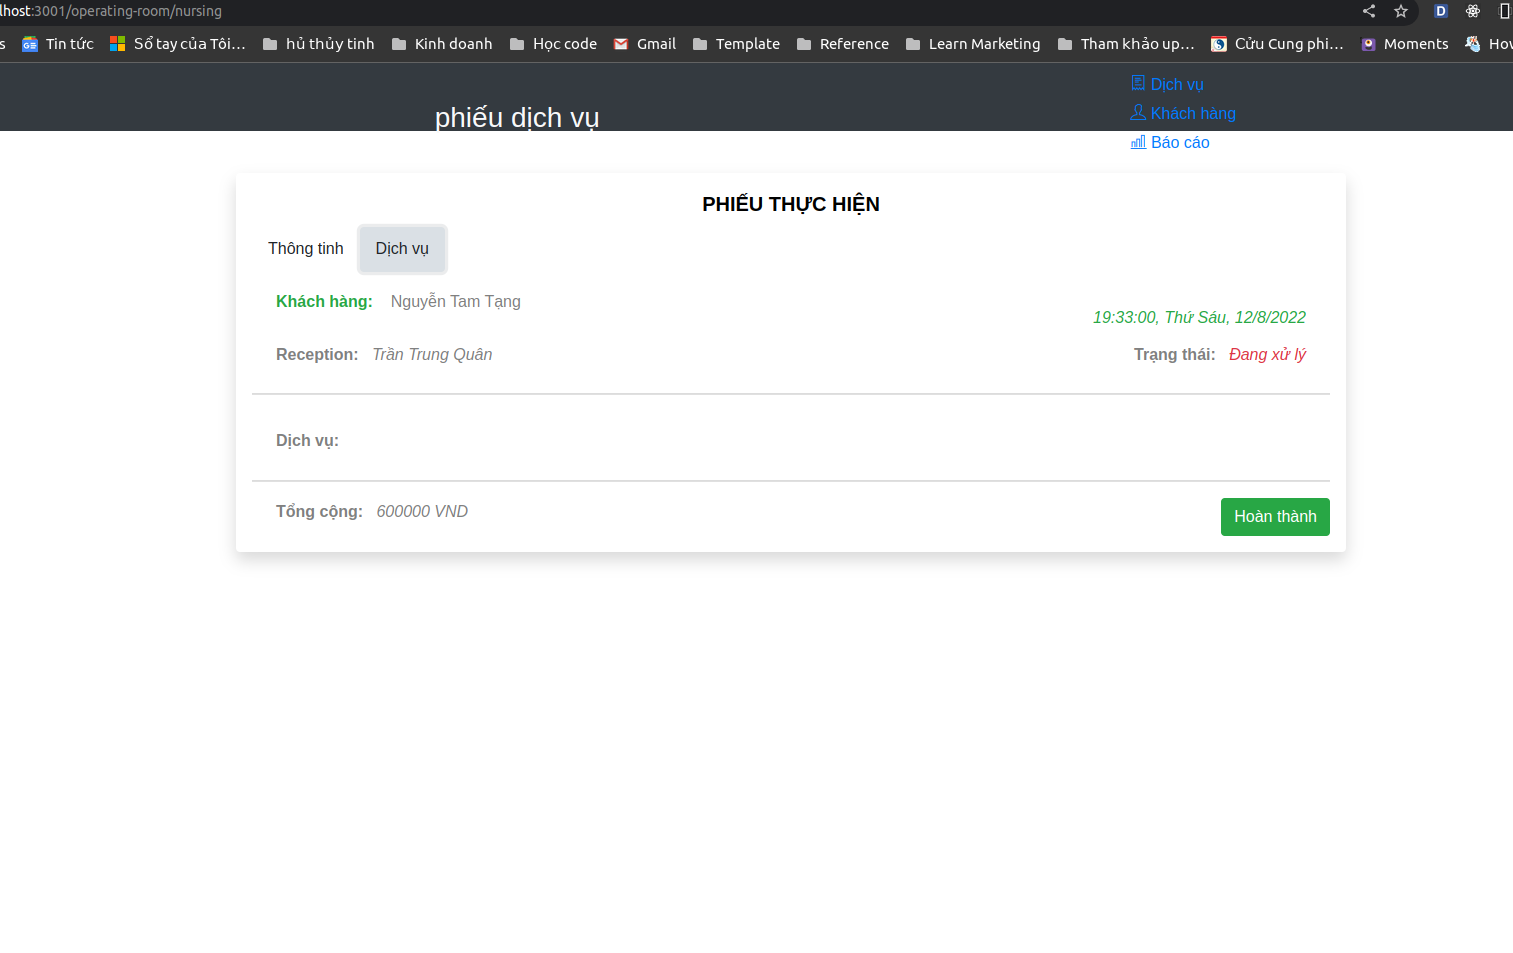 lhost:3001/operating-room/nursing
s Tin tức Sổ tay của Tôi... hủ thủy tinh Kinh doanh Học code Gmail Template Reference Learn Marketing Tham khảo up... Cửu Cung phi... Moments How
Dịch vụ
phiếu dịch vụ
Khách hàng
Báo cáo
PHIẾU THỰC HIỆN
Thông tinh Dịch vụ
Khách hàng: Nguyễn Tam Tạng
19:33:00, Thứ Sáu, 12/8/2022
Reception: Trần Trung Quân Trạng thái: Đang xử lý
Dịch vụ:
Tổng cộng: 600000 VND Hoàn thành